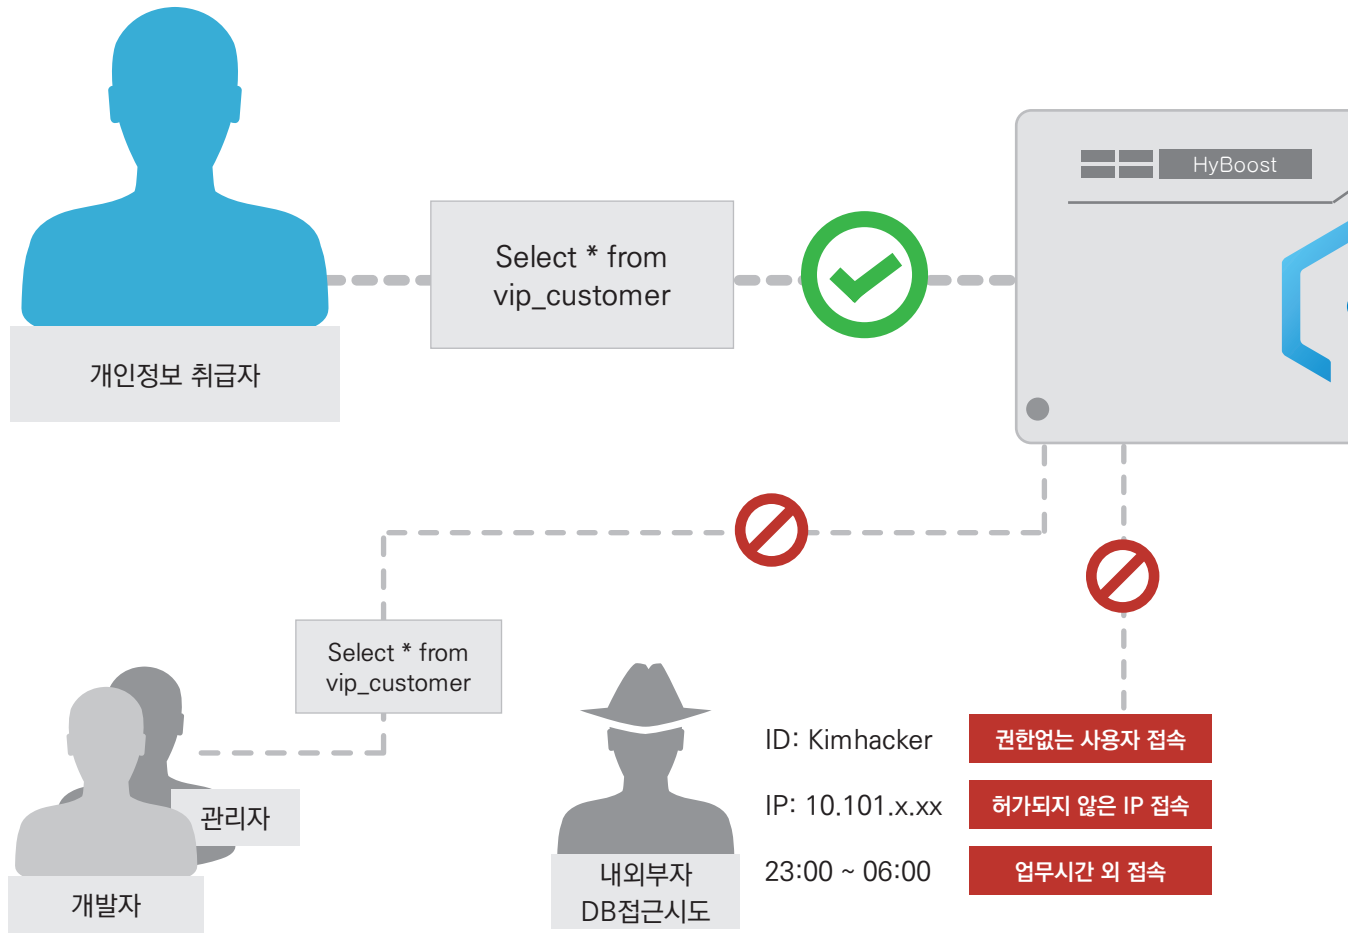 HyBoost
Select * from
vip_customer
개인정보 취급자
Select * from
vip_customer
관리자
개발자
내외부자
DB접근시도
ID: Kimhacker
권한없는 사용자 접속
IP: 10.101.x.xx
허가되지 않은 IP 접속
23:00 ~ 06:00
업무시간 외 접속